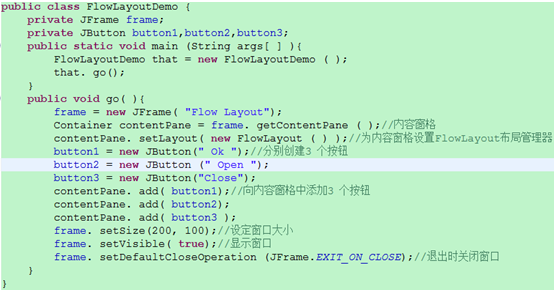 public class FlowLayoutDemo {
private JFrame frame;
private JButton button1,button2,button3;
public static void main (String args[ ] ){
FlowLayoutDemo that = new FlowLayoutDemo ( );
that. go();
}
public void go( ){
frame = new JFrame( "Flow Layout");
Container contentPane = frame. getContentPane ( );//内容窗格
contentPane. setLayout( new FlowLayout ( ) );//为内容窗格设置FlowLayout布局管理器
button1 = new JButton(" Ok ");//分别创建3 个按钮
button2 = new JButton (" Open ");
button3 = new JButton("Close");
contentPane. add( button1);//向内容窗格中添加3 个按钮
contentPane. add( button2);
contentPane. add( button3 );
frame. setSize(200, 100);//设定窗口大小
frame. setVisible( true);//显示窗口
frame. setDefaultCloseOperation (JFrame.EXIT_ON_CLOSE);//退出时关闭窗口
}
}